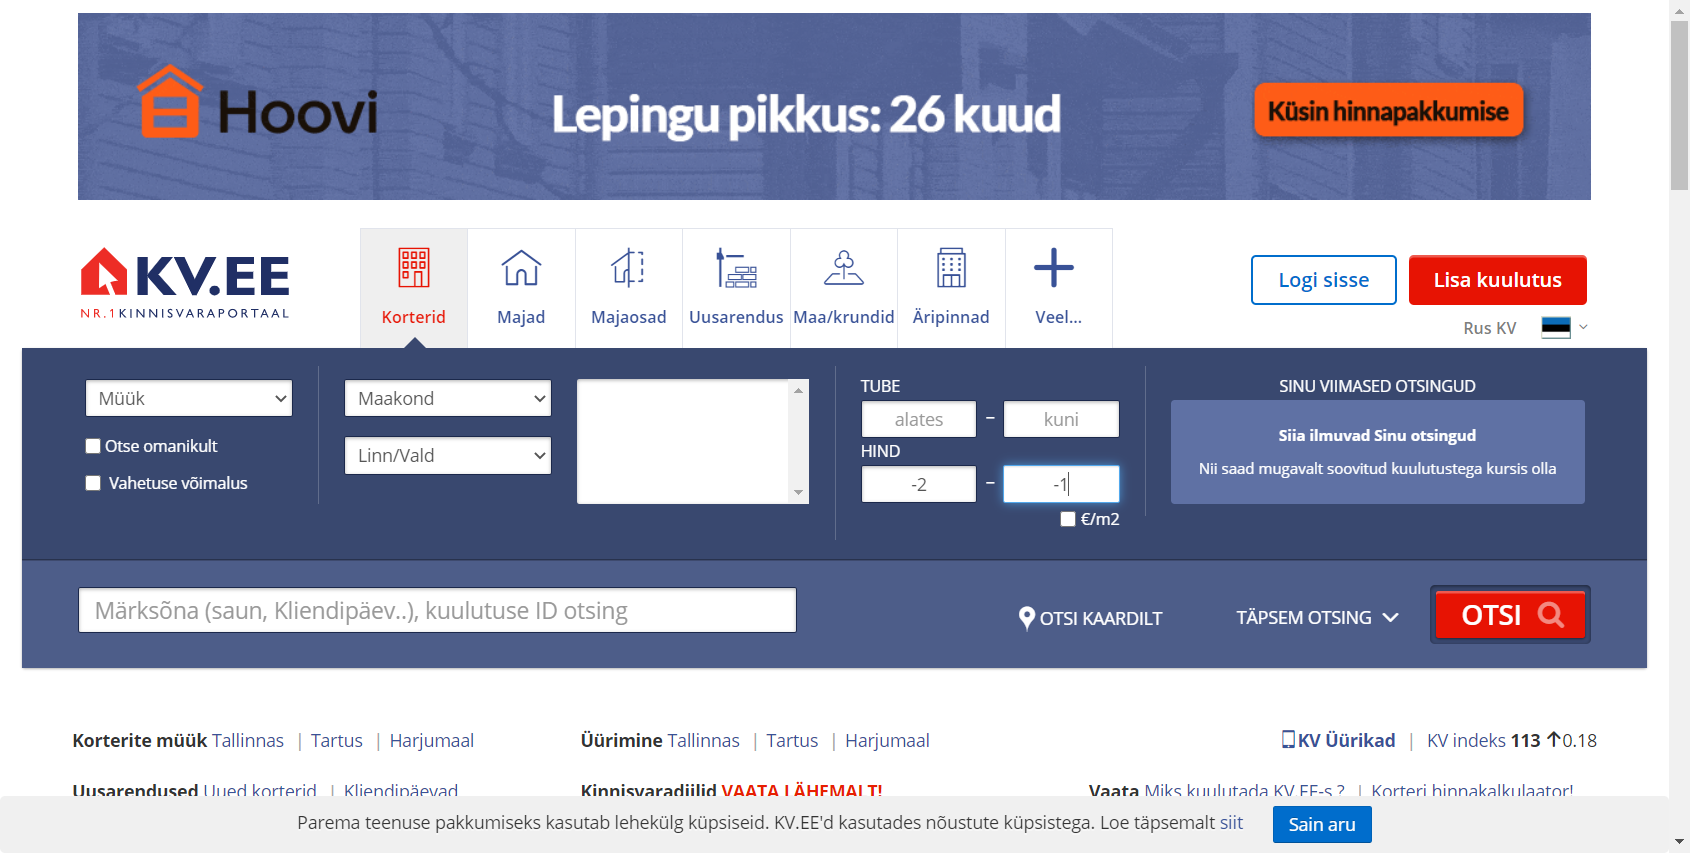 Hoovi
Lepingu pikkus: 26 kuud
Küsin hinnapakkumise
KV.EE
NR.1KINNISVARAPORTAAL
Korterid
Majad
Majaosad
Uusarendus
Maa/krundid
Äripinnad
Veel...
Logi sisse
Lisa kuulutus
Rus KV
Müük
Otse omanikult
Vahetuse võimalus
Maakond
Linn/Vald
TUBE
alates – kuni
HIND
-2 – -1
€/m2
SINU VIIMASED OTSINGUD
Siia ilmuvad Sinu otsingud
Nii saad mugavalt soovitud kuulutustega kursis olla
Märksõna (saun, Kliendipäev..), kuulutuse ID otsing
OTSI KAARDILT
TÄPSEM OTSING
OTSI
Korterite müük Tallinnas | Tartus | Harjumaal
Üürimine Tallinnas | Tartus | Harjumaal
KV Üürikad | KV indeks 113 ↑0.18
Uusarendused Uued korterid | Kliendipäevad
Kinnisvaradiilid VAATA LÄHEMALT!
Vaata Miks kuulutada KV.EE-s ? | Korteri hinnakalkulaator!
Parema teenuse pakkumiseks kasutab lehekülg küpsiseid. KV.EE'd kasutades nõustute küpsistega. Loe täpsemalt siit
Sain aru